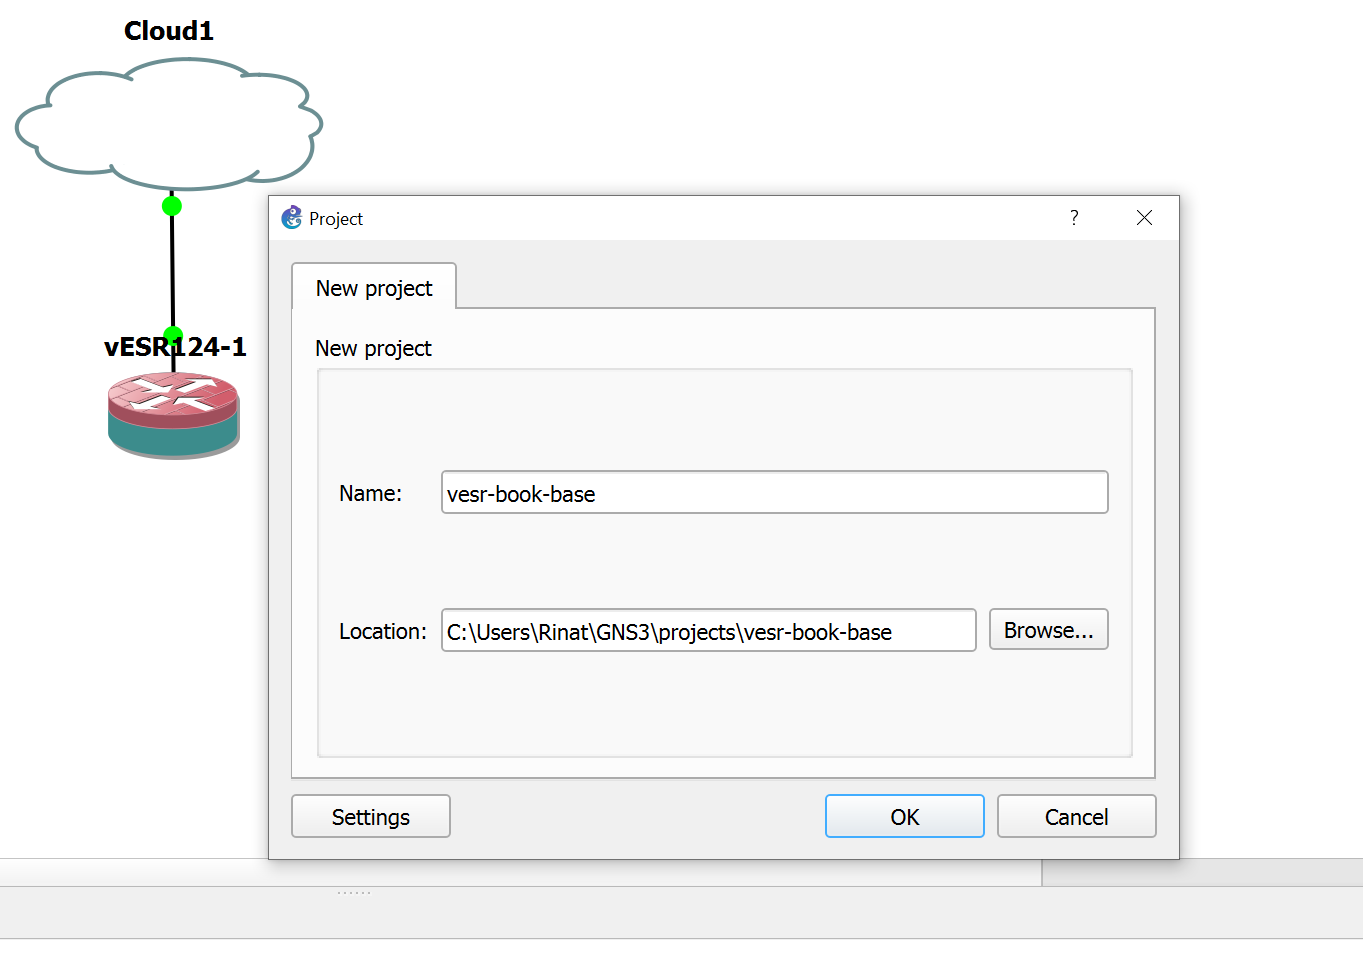 Cloud1
vESR124-1
Project
?
New project
New project
Name:
vesr-book-base
Location:
C:\Users\Rinat\GNS3\projects\vesr-book-base
Browse...
Settings
OK
Cancel